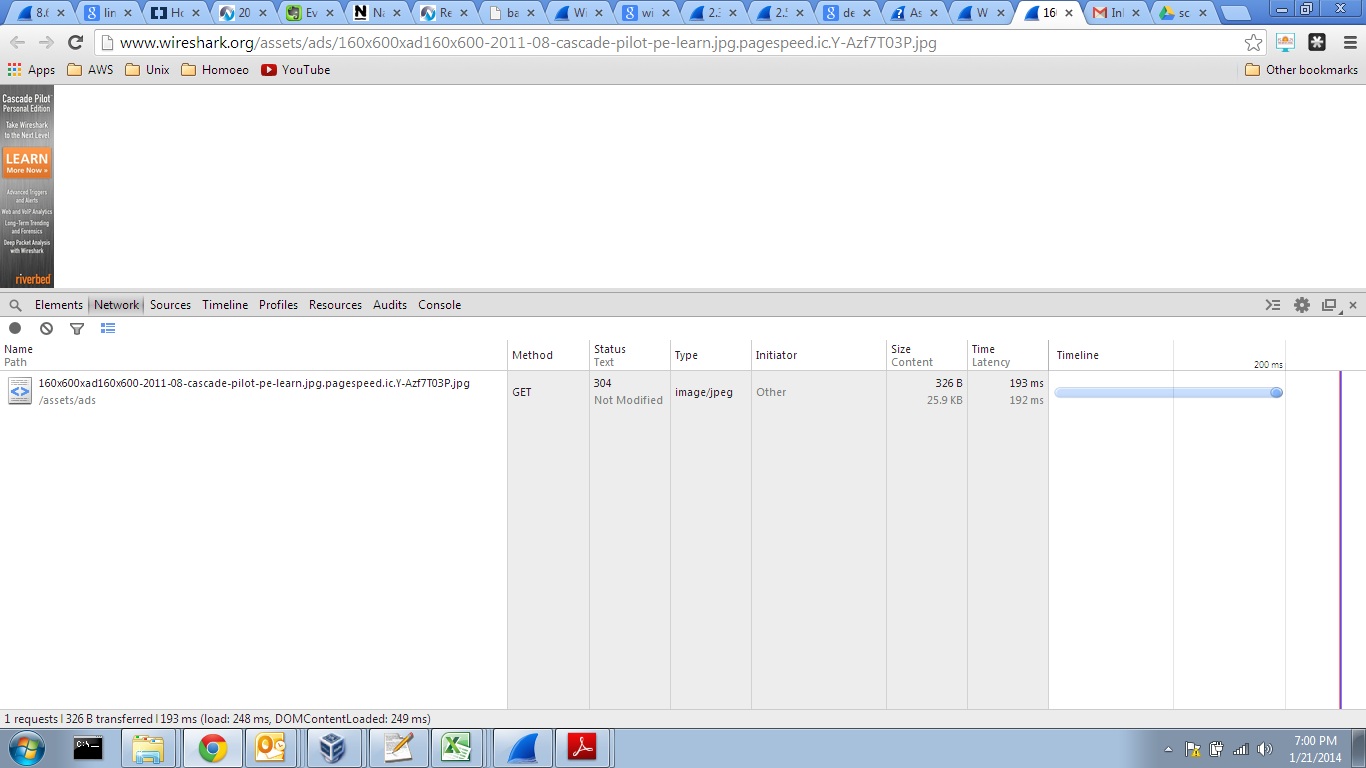 8.0
lin
Ho
20
Ev
Na
Re
ba
Wi
wi
2.3
2.5
de
As
W
160
Inb
sc
www.wireshark.org/assets/ads/160x600xad160x600-2011-08-cascade-pilot-pe-learn.jpg.pagespeed.ic.Y-Azf7T03P.jpg
Apps AWS Unix Homoeo YouTube Other bookmarks
Cascade Pilot
Personal Edition
Take Wireshark
to the Next Level
LEARN
More Now »
Advanced Triggers
and Alerts
Web and VoIP Analytics
Long-Term Trending
and Forensics
Deep Packet Analysis
with Wireshark
riverbed
Elements Network Sources Timeline Profiles Resources Audits Console
Name Method Status Type Initiator Size Time Timeline
Path Text Content Latency 200 ms
160x600xad160x600-2011-08-cascade-pilot-pe-learn.jpg.pagespeed.ic.Y-Azf7T03P.jpg GET 304 image/jpeg Other 326 B 193 ms
/assets/ads Not Modified 25.9 KB 192 ms
1 requests | 326 B transferred | 193 ms (load: 248 ms, DOMContentLoaded: 249 ms)
C:\_
7:00 PM
1/21/2014